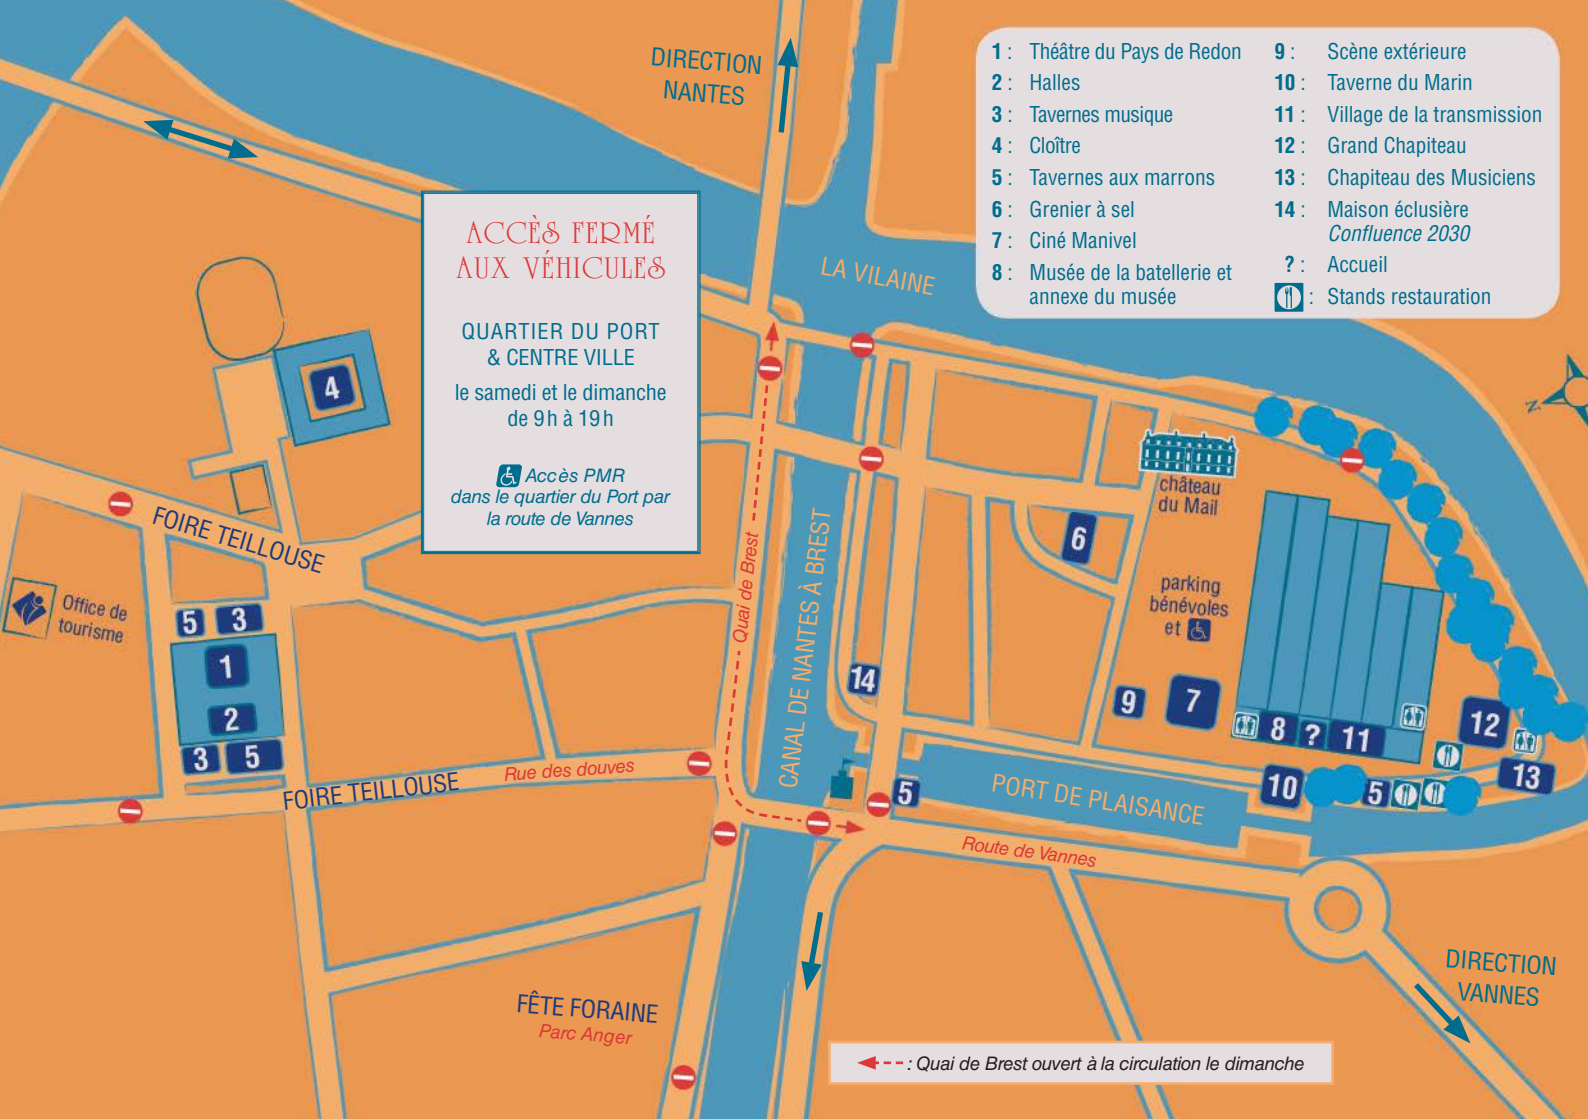 DIRECTION
NANTES
1 : Théâtre du Pays de Redon
2 : Halles
3 : Tavernes musique
4 : Cloître
5 : Tavernes aux marrons
6 : Grenier à sel
7 : Ciné Manivel
8 : Musée de la batellerie et
annexe du musée
9 : Scène extérieure
10 : Taverne du Marin
11 : Village de la transmission
12 : Grand Chapiteau
13 : Chapiteau des Musiciens
14 : Maison éclusière
Confluence 2030
? : Accueil
: Stands restauration
ACCÈS FERMÉ
AUX VÉHICULES
QUARTIER DU PORT
& CENTRE VILLE
le samedi et le dimanche
de 9h à 19h
Accès PMR
dans le quartier du Port par
la route de Vannes
LA VILAINE
N
4
château
du Mail
FOIRE TEILLOUSE
6
Quai de Brest
CANAL DE NANTES À BREST
Office de
tourisme
parking
bénévoles
et
5
3
1
2
3
5
14
9
7
8
?
11
12
13
FOIRE TEILLOUSE
Rue des douves
5
PORT DE PLAISANCE
10
5
Route de Vannes
FÊTE FORAINE
Parc Anger
DIRECTION
VANNES
: Quai de Brest ouvert à la circulation le dimanche